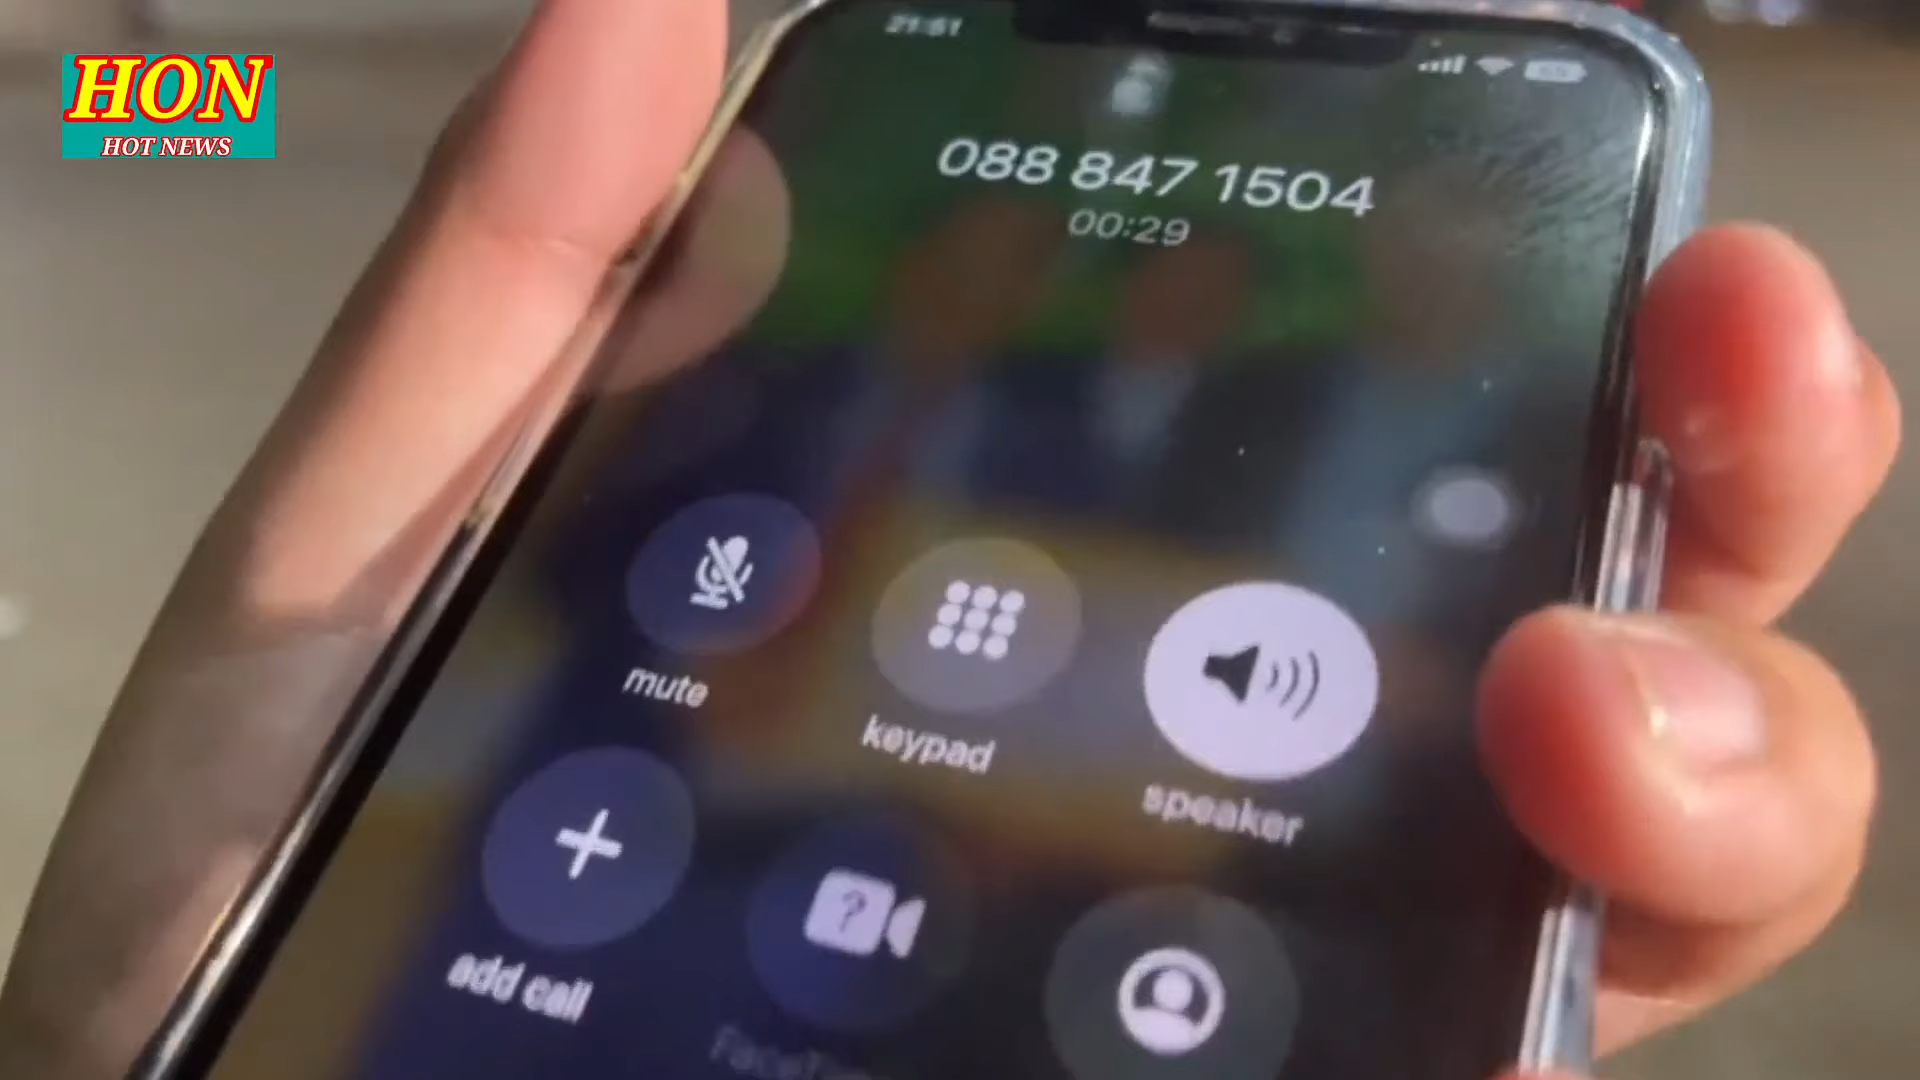 HON
HOT NEWS
21:51
088 847 1504
00:29
mute
keypad
speaker
add call